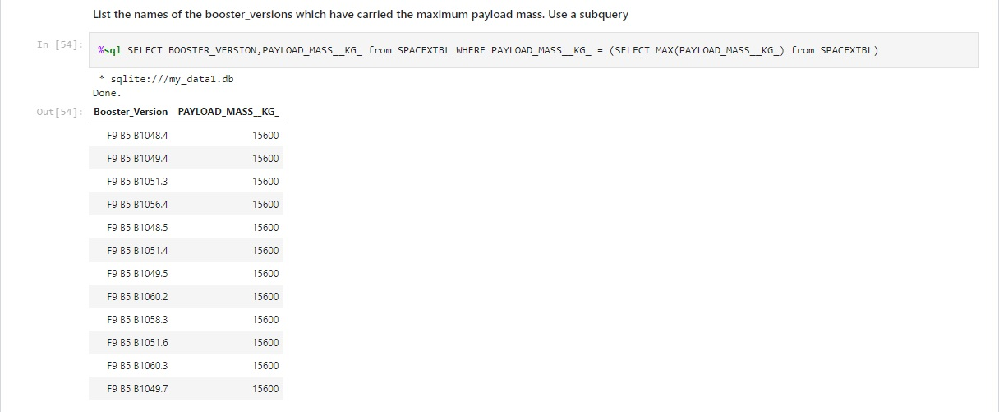 List the names of the booster_versions which have carried the maximum payload mass. Use a subquery
In [54]: %sql SELECT BOOSTER_VERSION,PAYLOAD_MASS__KG_ from SPACEXTBL WHERE PAYLOAD_MASS__KG_ = (SELECT MAX(PAYLOAD_MASS__KG_) from SPACEXTBL)
* sqlite:///my_data1.db
Done.
Out[54]: Booster_Version PAYLOAD_MASS__KG_
F9 B5 B1048.4 15600
F9 B5 B1049.4 15600
F9 B5 B1051.3 15600
F9 B5 B1056.4 15600
F9 B5 B1048.5 15600
F9 B5 B1051.4 15600
F9 B5 B1049.5 15600
F9 B5 B1060.2 15600
F9 B5 B1058.3 15600
F9 B5 B1051.6 15600
F9 B5 B1060.3 15600
F9 B5 B1049.7 15600